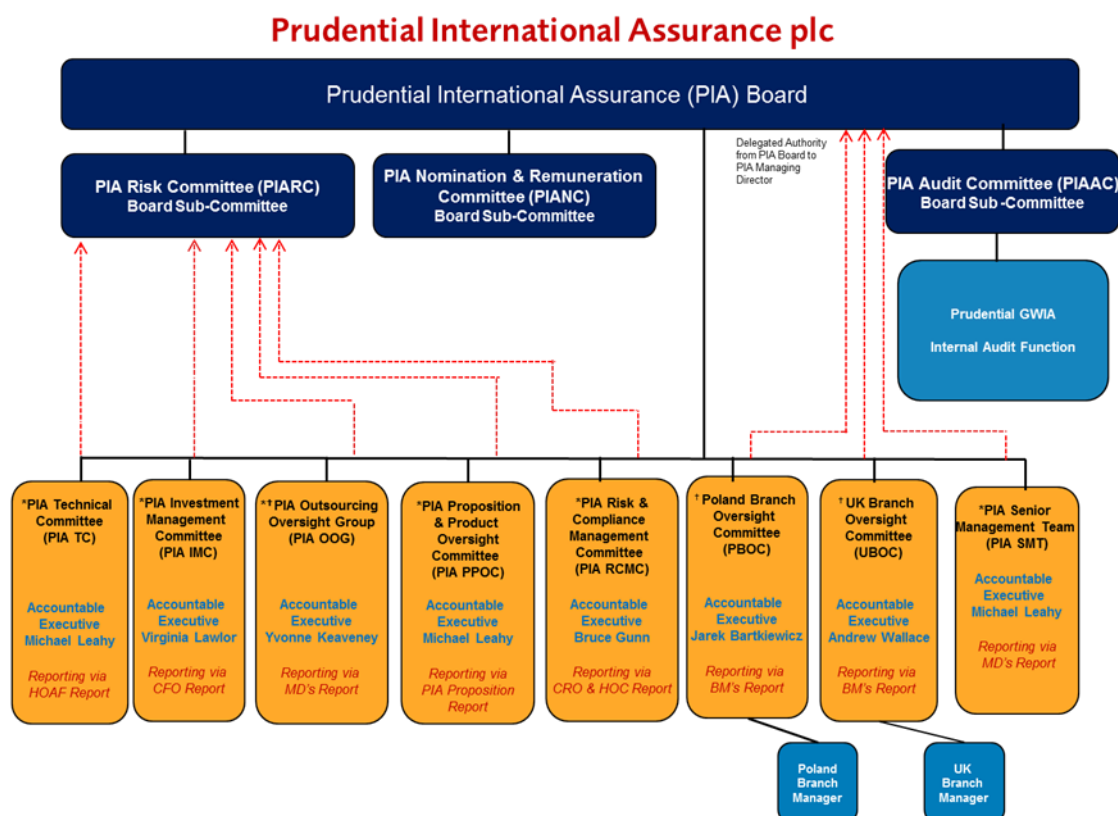 Prudential International Assurance plc
Prudential International Assurance (PIA) Board
Delegated Authority
from PIA Board to
PIA Managing
Director
PIA Risk Committee (PIARC)
Board Sub-Committee
PIA Nomination & Remuneration
Committee (PIANC)
Board Sub-Committee
PIA Audit Committee (PIAAC)
Board Sub-Committee
Prudential GWIA
Internal Audit Function
*PIA Technical
Committee
(PIA TC)
Accountable
Executive
Michael Leahy
Reporting via
HOAF Report
*PIA Investment
Management
Committee
(PIA IMC)
Accountable
Executive
Virginia Lawlor
Reporting via
CFO Report
*†PIA Outsourcing
Oversight Group
(PIA OOG)
Accountable
Executive
Yvonne Keaveney
Reporting via
MD's Report
*PIA Proposition
& Product
Oversight
Committee
(PIA PPOC)
Accountable
Executive
Michael Leahy
Reporting via
PIA Proposition
Report
*PIA Risk &
Compliance
Management
Committee
(PIA RCMC)
Accountable
Executive
Bruce Gunn
Reporting via
CRO & HOC Report
†Poland Branch
Oversight
Committee
(PBOC)
Accountable
Executive
Jarek Bartkiewicz
Reporting via
BM's Report
†UK Branch
Oversight
Committee
(UBOC)
Accountable
Executive
Andrew Wallace
Reporting via
BM's Report
*PIA Senior
Management Team
(PIA SMT)
Accountable
Executive
Michael Leahy
Reporting via
MD's Report
Poland
Branch
Manager
UK
Branch
Manager